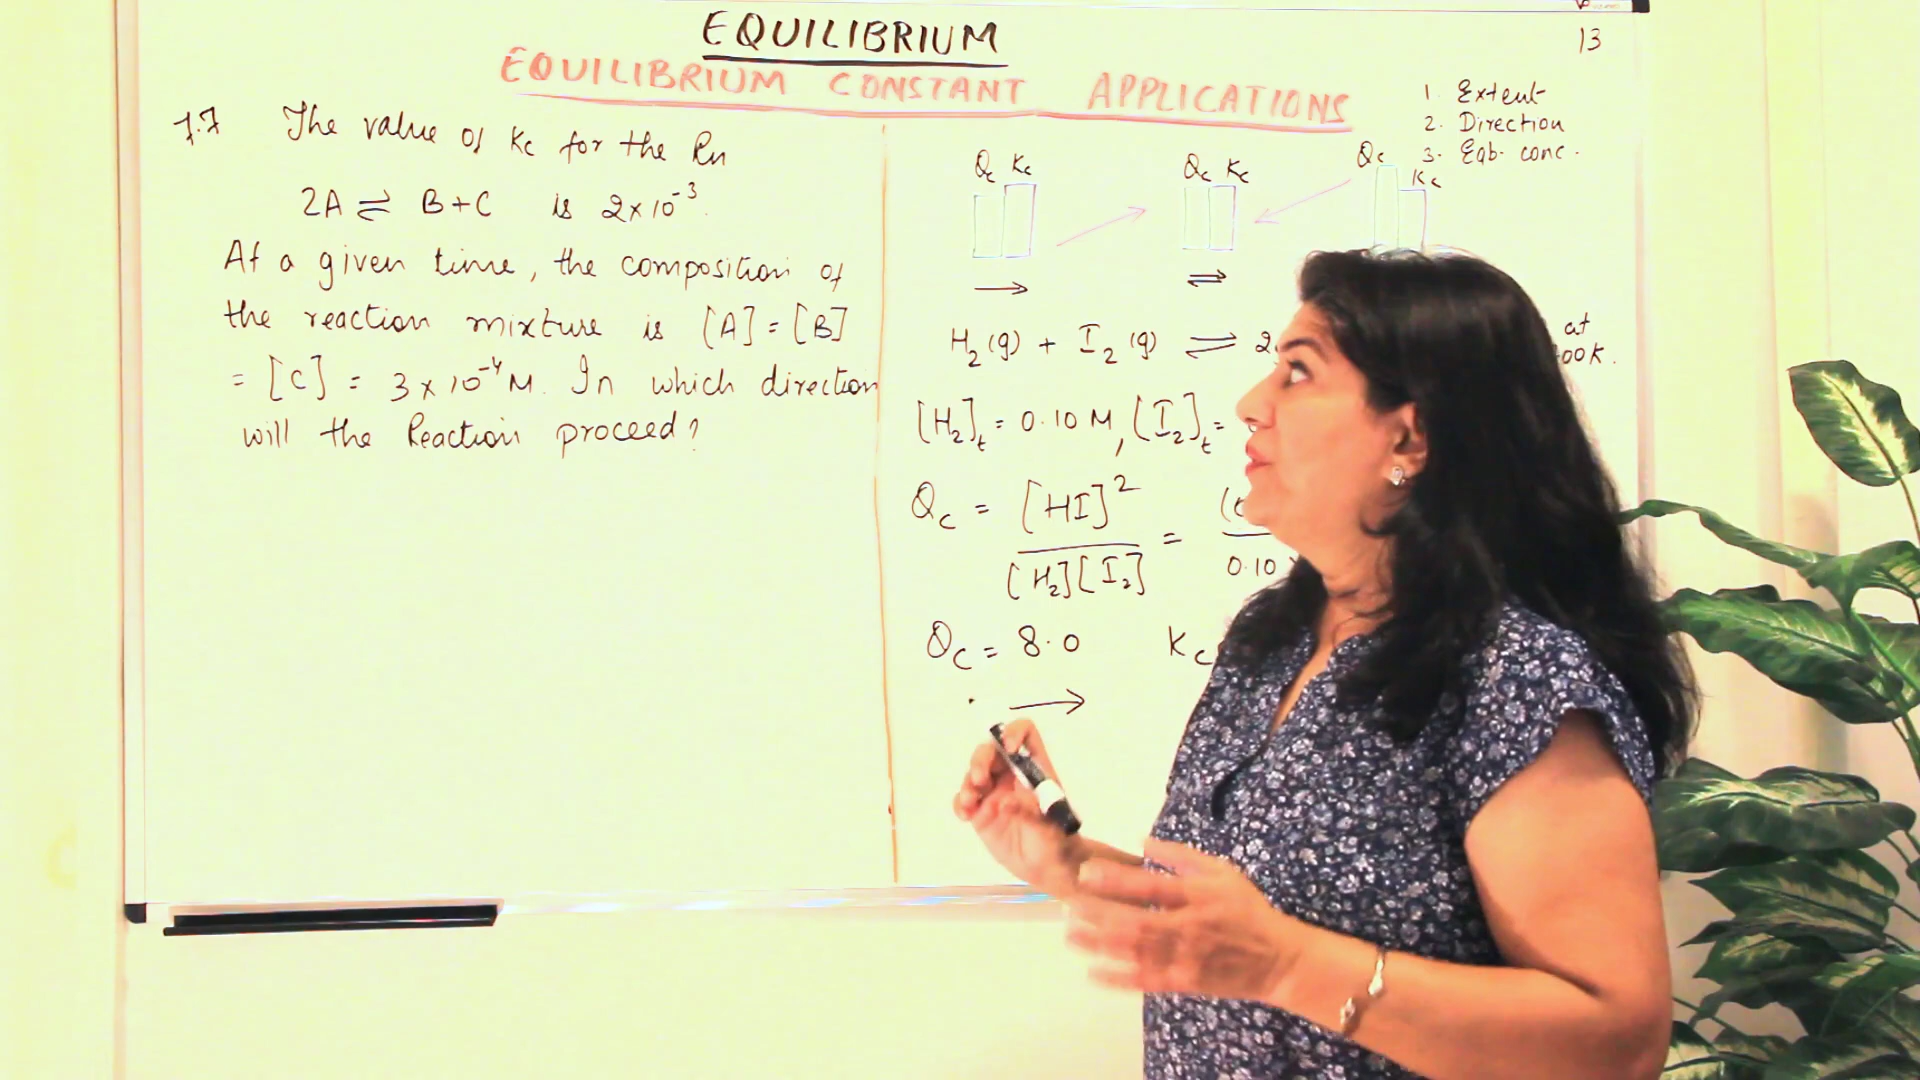 EQUILIBRIUM
13
EQUILIBRIUM CONSTANT APPLICATIONS
1. Extent
2. Direction
3. Eqb. conc.
7.7 The value of Kc for the Rn
2A ⇌ B+C is 2×10⁻³.
At a given time, the composition of
the reaction mixture is [A] = [B]
= [C] = 3 × 10⁻⁴ M. In which direction
will the Reaction proceed?
Qc Kc
Qc Kc
Qc
Kc
→
⇌
H₂(g) + I₂(g) ⇌ 2
at
00K.
[H₂]t = 0.10 M, [I₂]t =
Qc = [HI]² / [H₂][I₂] =
0.10
Qc = 8.0 Kc
→